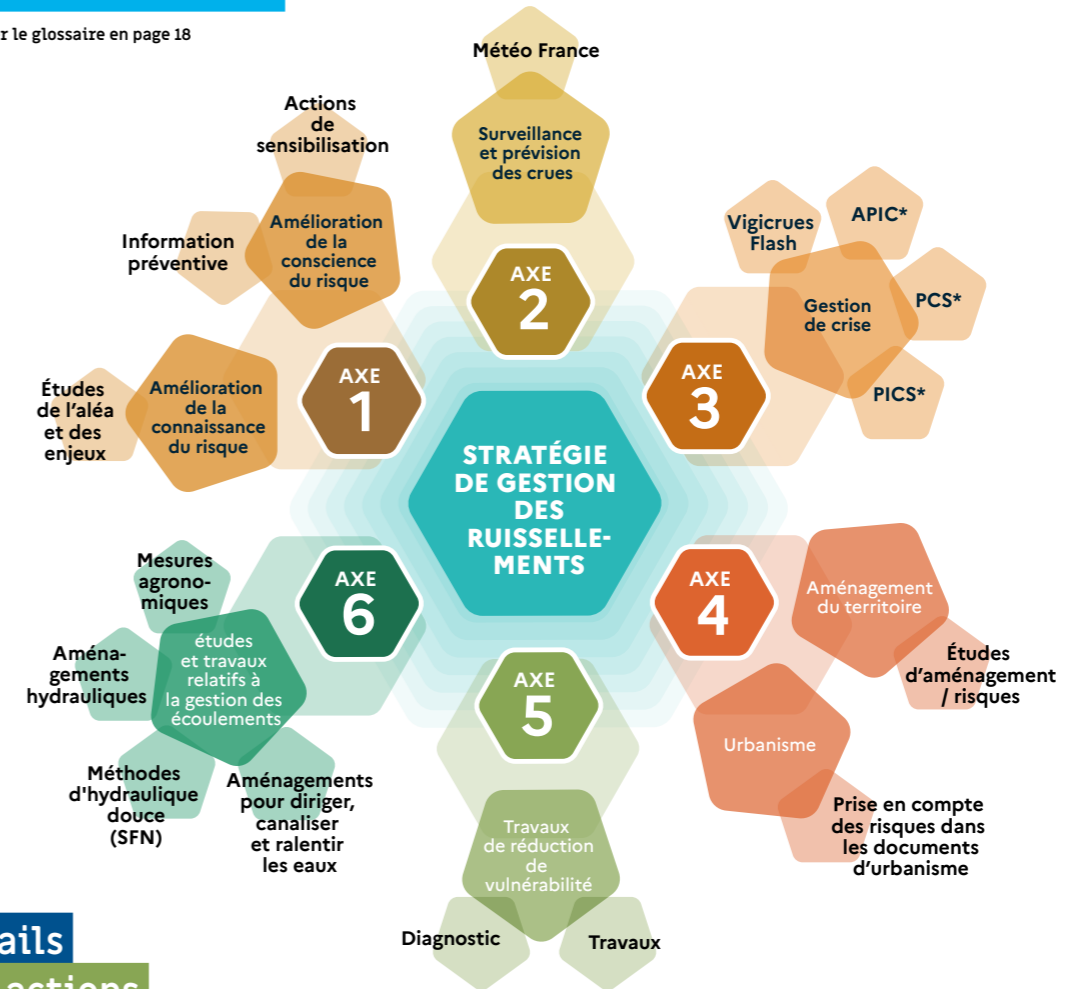 r le glossaire en page 18
Météo France
Surveillance
et prévision
des crues
AXE
2
Actions
de
sensibilisation
Amélioration
de la
conscience
du risque
Information
préventive
AXE
1
Amélioration
de la
connaissance
du risque
Études
de l'aléa
et des
enjeux
Vigicrues
Flash
APIC*
PCS*
PICS*
Gestion
de crise
AXE
3
STRATÉGIE
DE GESTION
DES
RUISSELLE-
MENTS
AXE
4
Aménagement
du territoire
Études
d'aménagement
/ risques
Urbanisme
Prise en compte
des risques dans
les documents
d'urbanisme
AXE
5
Travaux
de réduction
de
vulnérabilité
Diagnostic
Travaux
AXE
6
études
et travaux
relatifs à
la gestion des
écoulements
Mesures
agrono-
miques
Aména-
gements
hydrauliques
Méthodes
d'hydraulique
douce
(SFN)
Aménagements
pour diriger,
canaliser
et ralentir
les eaux
ails
actions